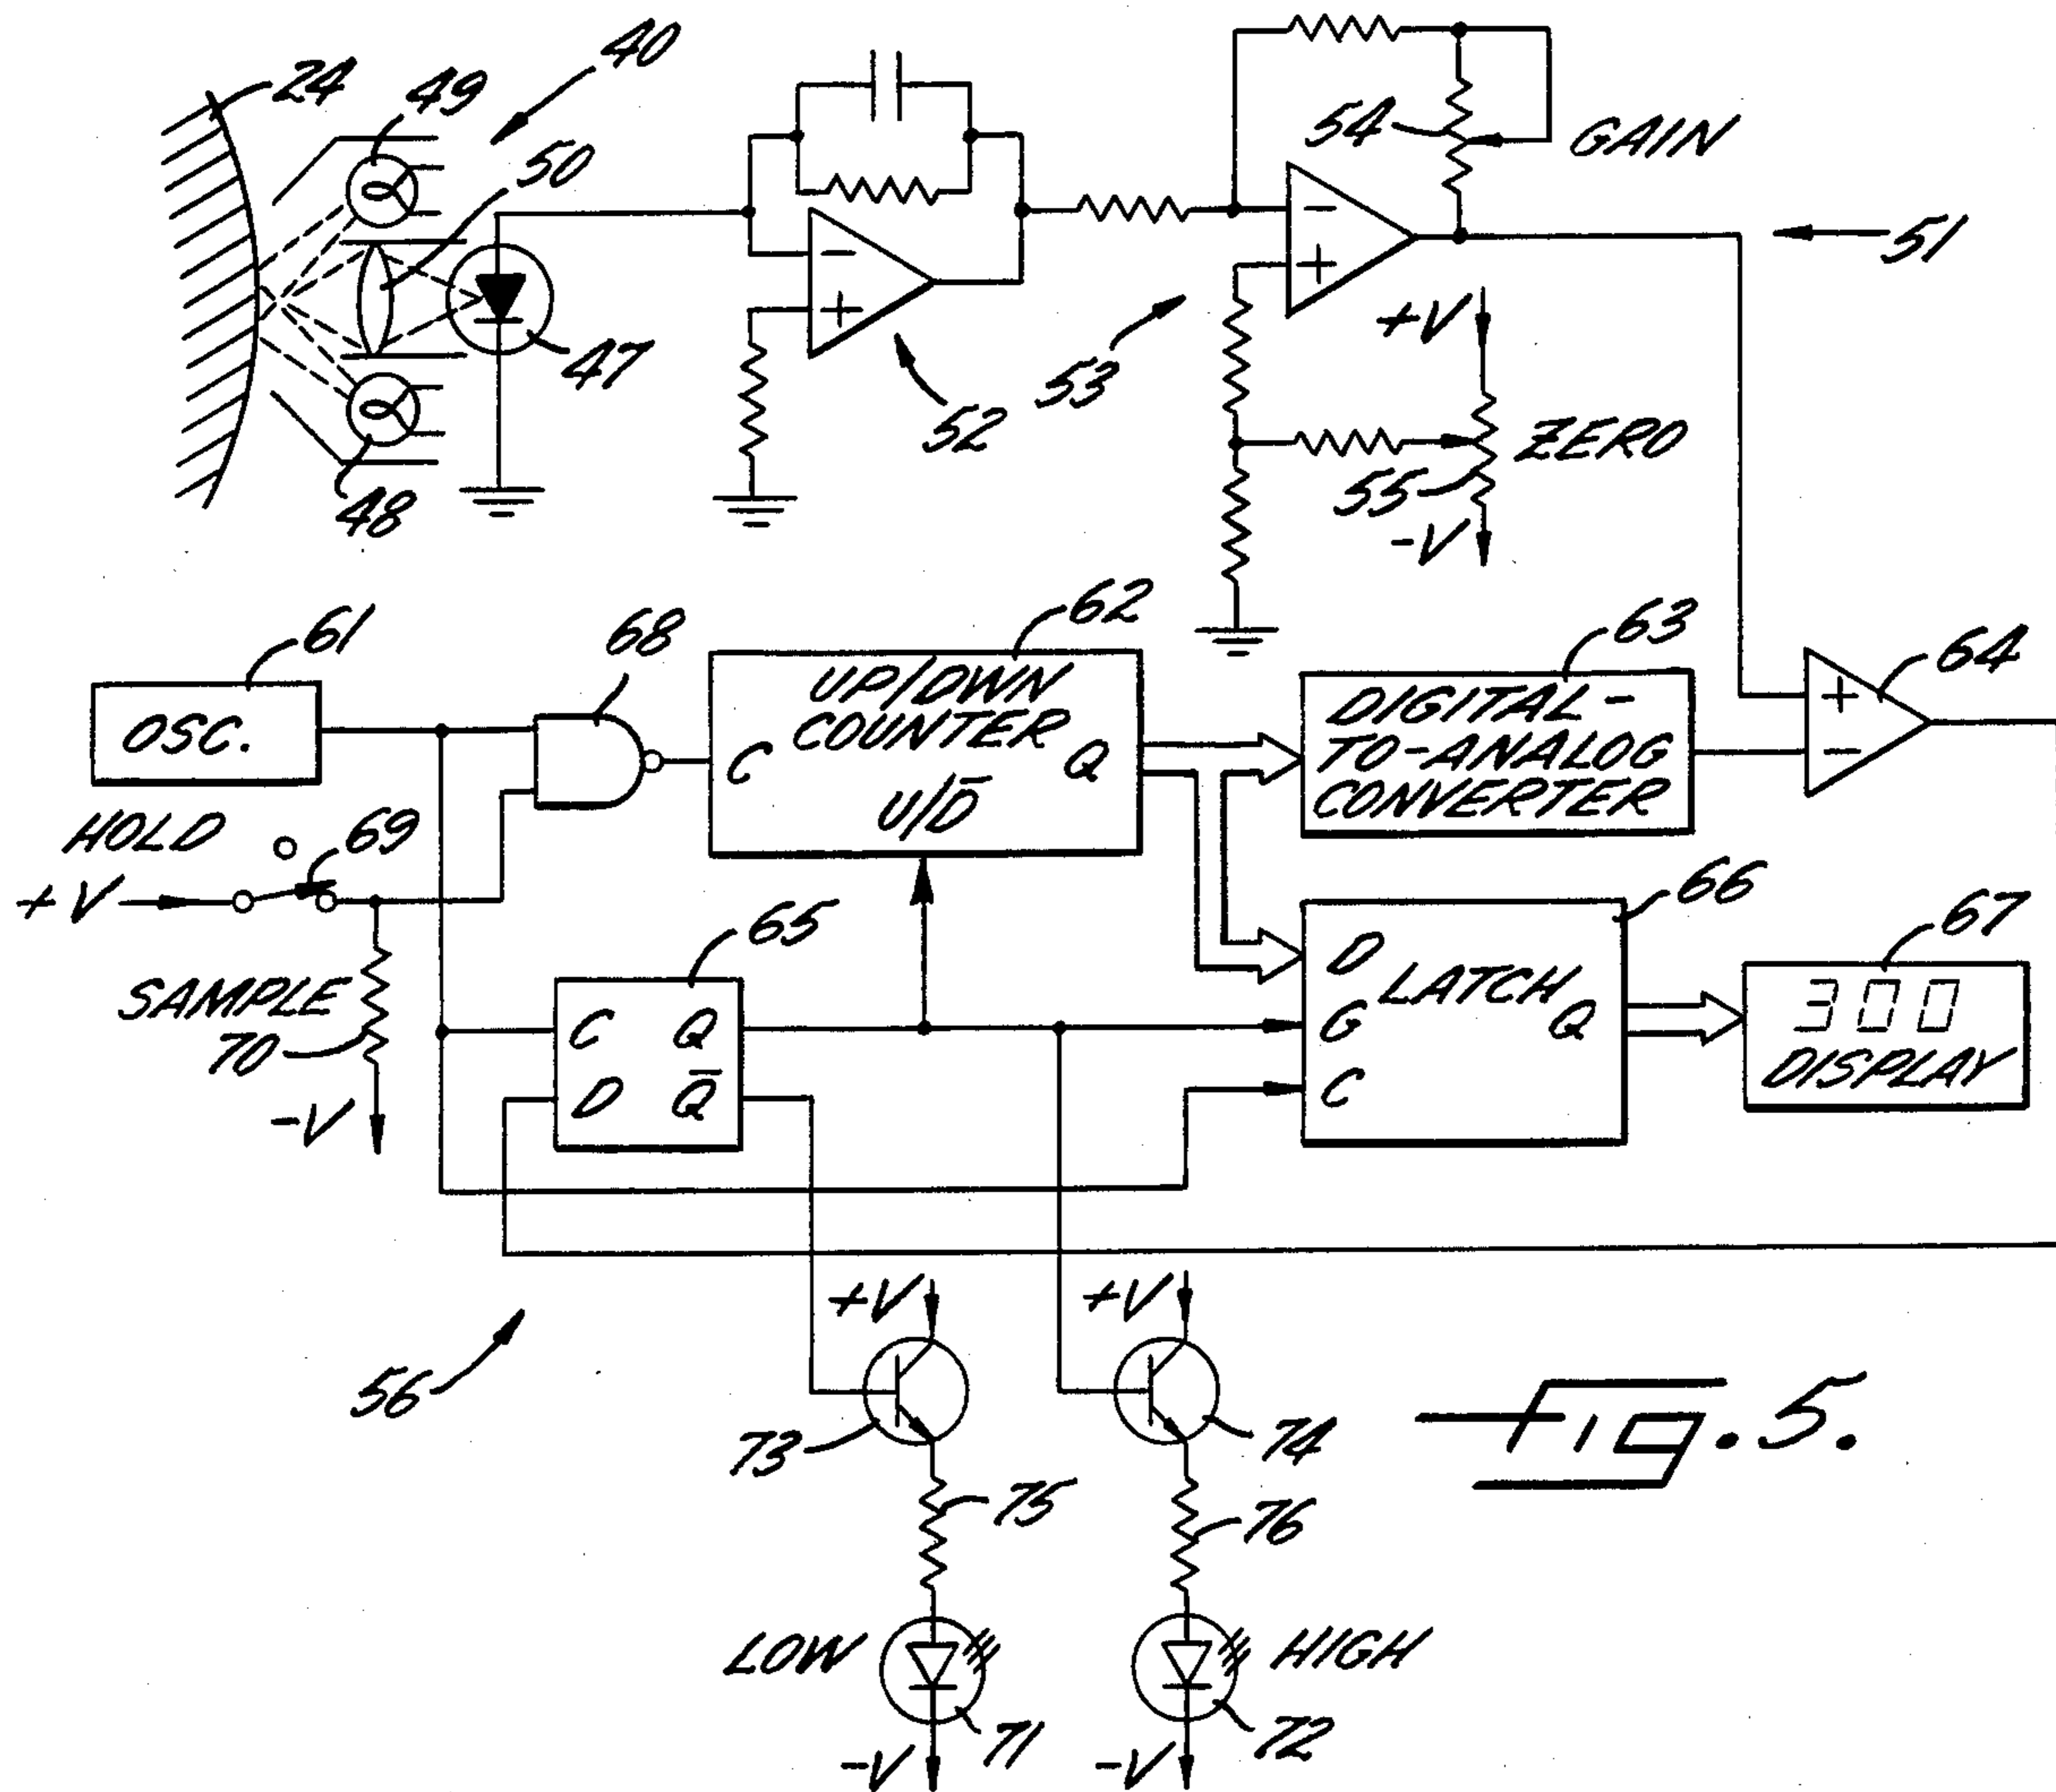 24
49
40
50
54
GAIN
51
47
52
53
+V
ZERO
55
-V
48
-
+
-
+
61
OSC.
68
62
UP/DWN
COUNTER
C
Q
U/D̅
63
DIGITAL-
TO-ANALOG
CONVERTER
64
+
-
HOLD
69
+V
SAMPLE
70
-V
65
C Q
D Q̅
66
D
LATCH
G
Q
C
67
300
DISPLAY
56
+V
+V
73
74
75
76
LOW
HIGH
71
72
-V
-V
Fig. 5.